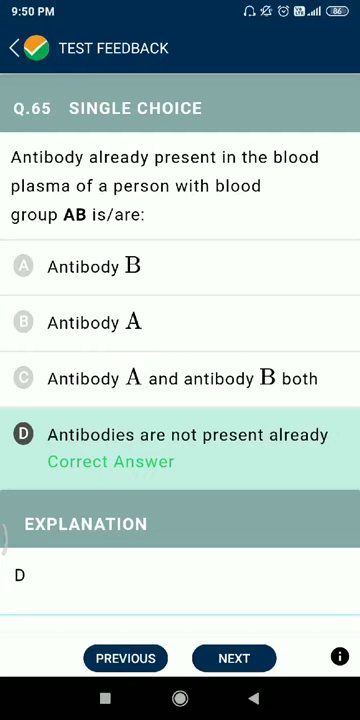 9:50 PM
86
TEST FEEDBACK
Q.65 SINGLE CHOICE
Antibody already present in the blood
plasma of a person with blood
group AB is/are:
A Antibody B
B Antibody A
C Antibody A and antibody B both
D Antibodies are not present already
Correct Answer
EXPLANATION
D
PREVIOUS NEXT